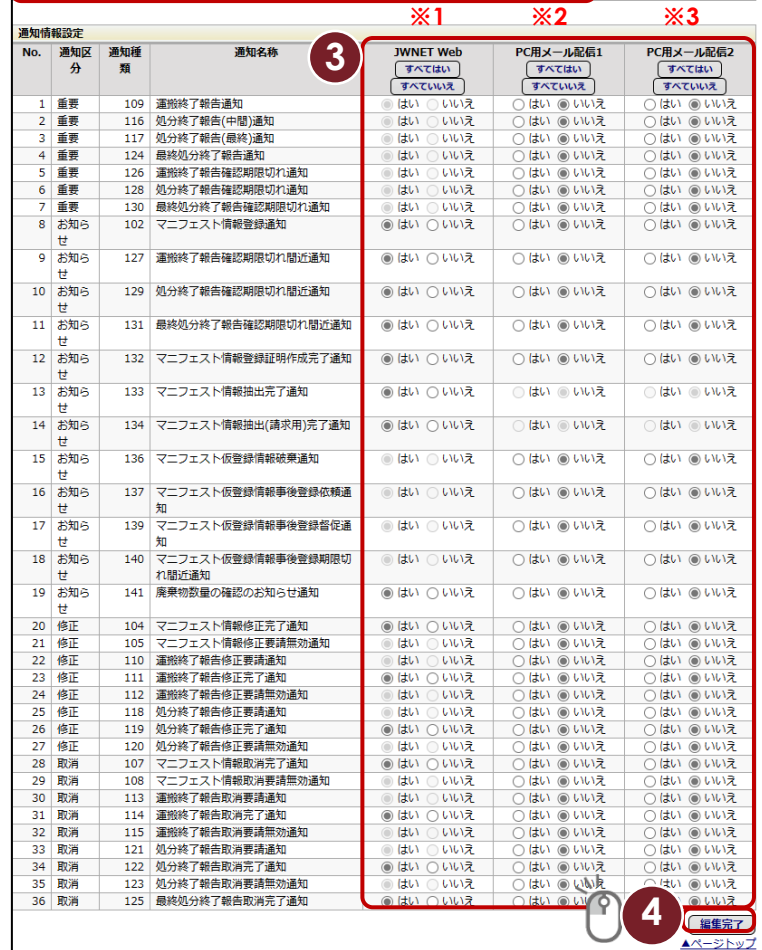 ※1 ※2 ※3
通知情報設定
No. 通知区分 通知種類 通知名称 3 JWNET Web PC用メール配信1 PC用メール配信2
すべてはい すべてはい すべてはい
すべていいえ すべていいえ すべていいえ
1 重要 109 運搬終了報告通知 はい いいえ はい いいえ はい いいえ
2 重要 116 処分終了報告(中間)通知 はい いいえ はい いいえ はい いいえ
3 重要 117 処分終了報告(最終)通知 はい いいえ はい いいえ はい いいえ
4 重要 124 最終処分終了報告通知 はい いいえ はい いいえ はい いいえ
5 重要 126 運搬終了報告確認期限切れ通知 はい いいえ はい いいえ はい いいえ
6 重要 128 処分終了報告確認期限切れ通知 はい いいえ はい いいえ はい いいえ
7 重要 130 最終処分終了報告確認期限切れ通知 はい いいえ はい いいえ はい いいえ
8 お知らせ 102 マニフェスト情報登録通知 はい いいえ はい いいえ はい いいえ
9 お知らせ 127 運搬終了報告確認期限切れ間近通知 はい いいえ はい いいえ はい いいえ
10 お知らせ 129 処分終了報告確認期限切れ間近通知 はい いいえ はい いいえ はい いいえ
11 お知らせ 131 最終処分終了報告確認期限切れ間近通知 はい いいえ はい いいえ はい いいえ
12 お知らせ 132 マニフェスト情報登録証明作成完了通知 はい いいえ はい いいえ はい いいえ
13 お知らせ 133 マニフェスト情報抽出完了通知 はい いいえ はい いいえ はい いいえ
14 お知らせ 134 マニフェスト情報抽出(請求用)完了通知 はい いいえ はい いいえ はい いいえ
15 お知らせ 136 マニフェスト仮登録情報破棄通知 はい いいえ はい いいえ はい いいえ
16 お知らせ 137 マニフェスト仮登録情報事後登録依頼通知 はい いいえ はい いいえ はい いいえ
17 お知らせ 139 マニフェスト仮登録情報事後登録督促通知 はい いいえ はい いいえ はい いいえ
18 お知らせ 140 マニフェスト仮登録情報事後登録期限切れ間近通知 はい いいえ はい いいえ はい いいえ
19 お知らせ 141 廃棄物数量の確認のお知らせ通知 はい いいえ はい いいえ はい いいえ
20 修正 104 マニフェスト情報修正完了通知 はい いいえ はい いいえ はい いいえ
21 修正 105 マニフェスト情報修正要請無効通知 はい いいえ はい いいえ はい いいえ
22 修正 110 運搬終了報告修正要請通知 はい いいえ はい いいえ はい いいえ
23 修正 111 運搬終了報告修正完了通知 はい いいえ はい いいえ はい いいえ
24 修正 112 運搬終了報告修正要請無効通知 はい いいえ はい いいえ はい いいえ
25 修正 118 処分終了報告修正要請通知 はい いいえ はい いいえ はい いいえ
26 修正 119 処分終了報告修正完了通知 はい いいえ はい いいえ はい いいえ
27 修正 120 処分終了報告修正要請無効通知 はい いいえ はい いいえ はい いいえ
28 取消 107 マニフェスト情報取消完了通知 はい いいえ はい いいえ はい いいえ
29 取消 108 マニフェスト情報取消要請無効通知 はい いいえ はい いいえ はい いいえ
30 取消 113 運搬終了報告取消要請通知 はい いいえ はい いいえ はい いいえ
31 取消 114 運搬終了報告取消完了通知 はい いいえ はい いいえ はい いいえ
32 取消 115 運搬終了報告取消要請無効通知 はい いいえ はい いいえ はい いいえ
33 取消 121 処分終了報告取消要請通知 はい いいえ はい いいえ はい いいえ
34 取消 122 処分終了報告取消完了通知 はい いいえ はい いいえ はい いいえ
35 取消 123 処分終了報告取消要請無効通知 はい いいえ はい いいえ はい いいえ
36 取消 125 最終処分終了報告取消完了通知 はい いいえ はい いいえ はい いいえ
4 編集完了
▲ページトップ